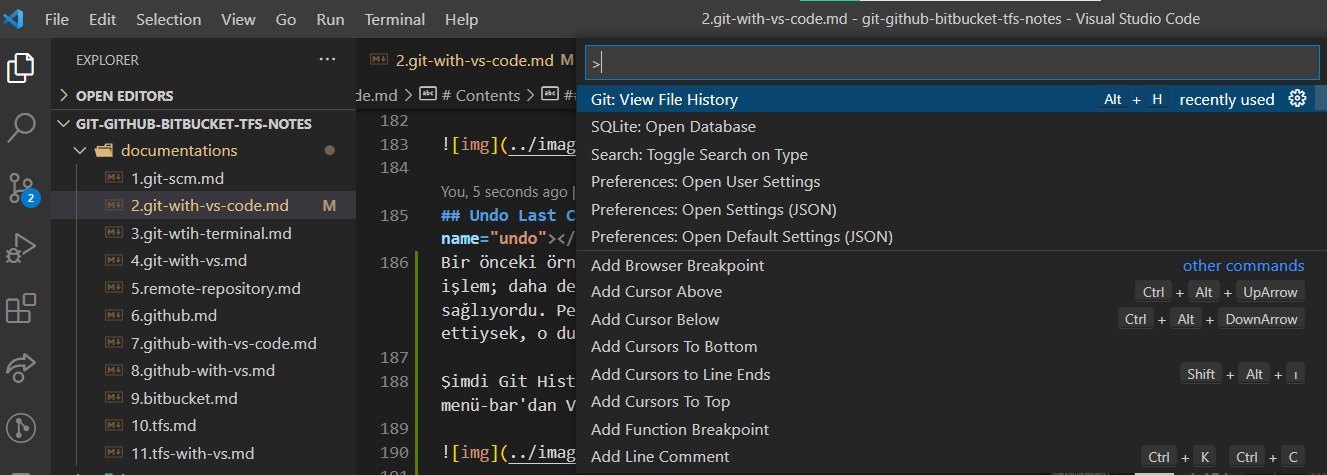 File Edit Selection View Go Run Terminal Help
2.git-with-vs-code.md - git-github-bitbucket-tfs-notes - Visual Studio Code
EXPLORER
OPEN EDITORS
GIT-GITHUB-BITBUCKET-TFS-NOTES
documentations
1.git-scm.md
2.git-with-vs-code.md M
3.git-wtih-terminal.md
4.git-with-vs.md
5.remote-repository.md
6.github.md
7.github-with-vs-code.md
8.github-with-vs.md
9.bitbucket.md
10.tfs.md
11.tfs-with-vs.md
2
2.git-with-vs-code.md M
de.md > # Contents >
182
183 ![img](../imag
184
You, 5 seconds ago |
185 ## Undo Last C
name="undo"></
186 Bir önceki örn
işlem; daha de
sağlıyordu. Pe
ettiysek, o du
187
188 Şimdi Git Hist
menü-bar'dan V
189
190 ![img](../imag
191
>
Git: View File History Alt + H recently used
SQLite: Open Database
Search: Toggle Search on Type
Preferences: Open User Settings
Preferences: Open Settings (JSON)
Preferences: Open Default Settings (JSON)
Add Browser Breakpoint other commands
Add Cursor Above Ctrl + Alt + UpArrow
Add Cursor Below Ctrl + Alt + DownArrow
Add Cursors To Bottom
Add Cursors to Line Ends Shift + Alt + ı
Add Cursors To Top
Add Function Breakpoint
Add Line Comment Ctrl + K Ctrl + C